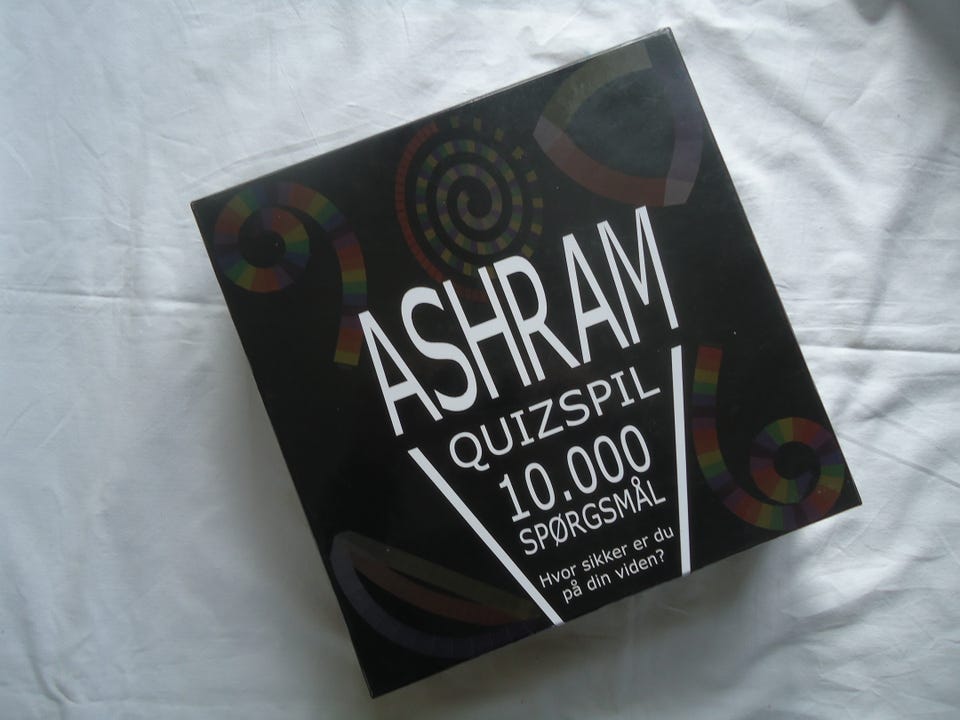 ASHRAM
QUIZSPIL
10.000
SPØRGSMÅL
Hvor sikker er du
på din viden?